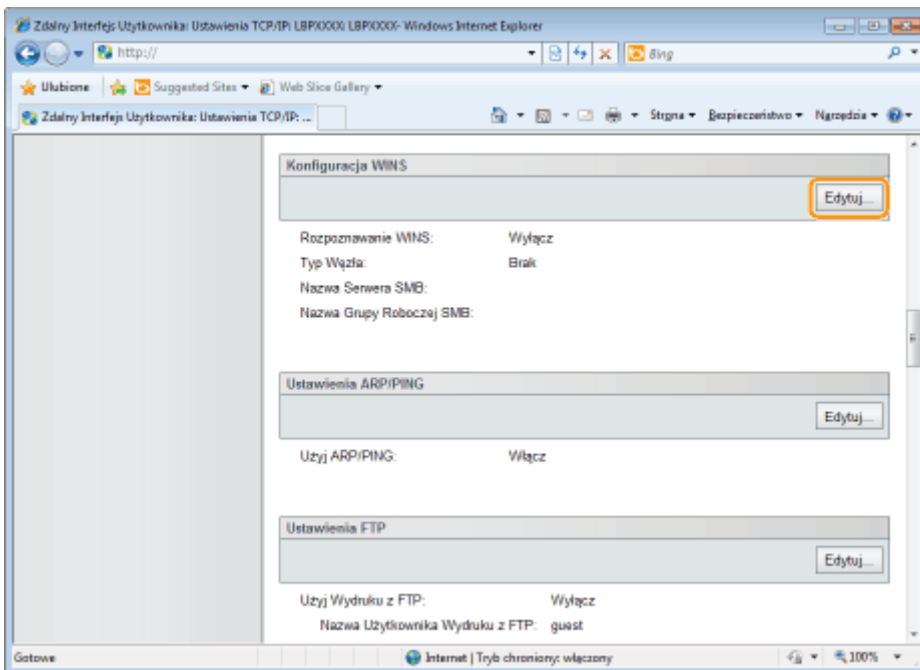 Zdalny Interfejs Użytkownika: Ustawienia TCP/IP: LBPXXXX: LBPXXXX- Windows Internet Explorer
http://
Bing
Ulubione Suggested Sites Web Slice Gallery
Zdalny Interfejs Użytkownika: Ustawienia TCP/IP: ... Strona Bezpieczeństwo Narzędzia
Konfiguracja WINS
Edytuj...
Rozpoznawanie WINS: Wyłącz
Typ Węzła: Brak
Nazwa Serwera SMB:
Nazwa Grupy Roboczej SMB:
Ustawienia ARP/PING
Edytuj...
Użyj ARP/PING: Włącz
Ustawienia FTP
Edytuj...
Użyj Wydruku z FTP: Wyłącz
Nazwa Użytkownika Wydruku z FTP: guest
Gotowe Internet | Tryb chroniony: włączony 100%